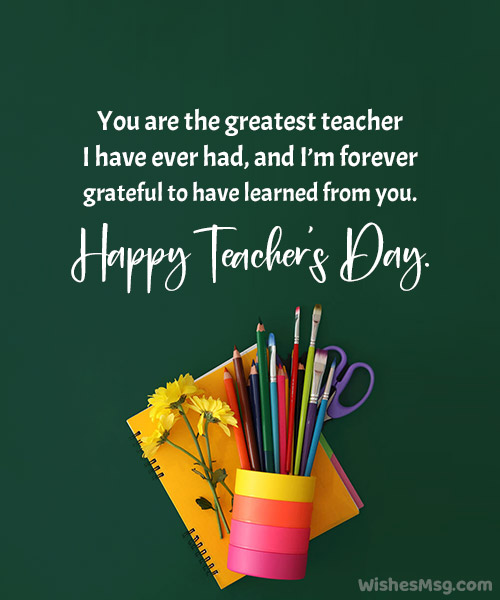 You are the greatest teacher
I have ever had, and I'm forever
grateful to have learned from you.
Happy Teacher's Day.
WishesMsg.com